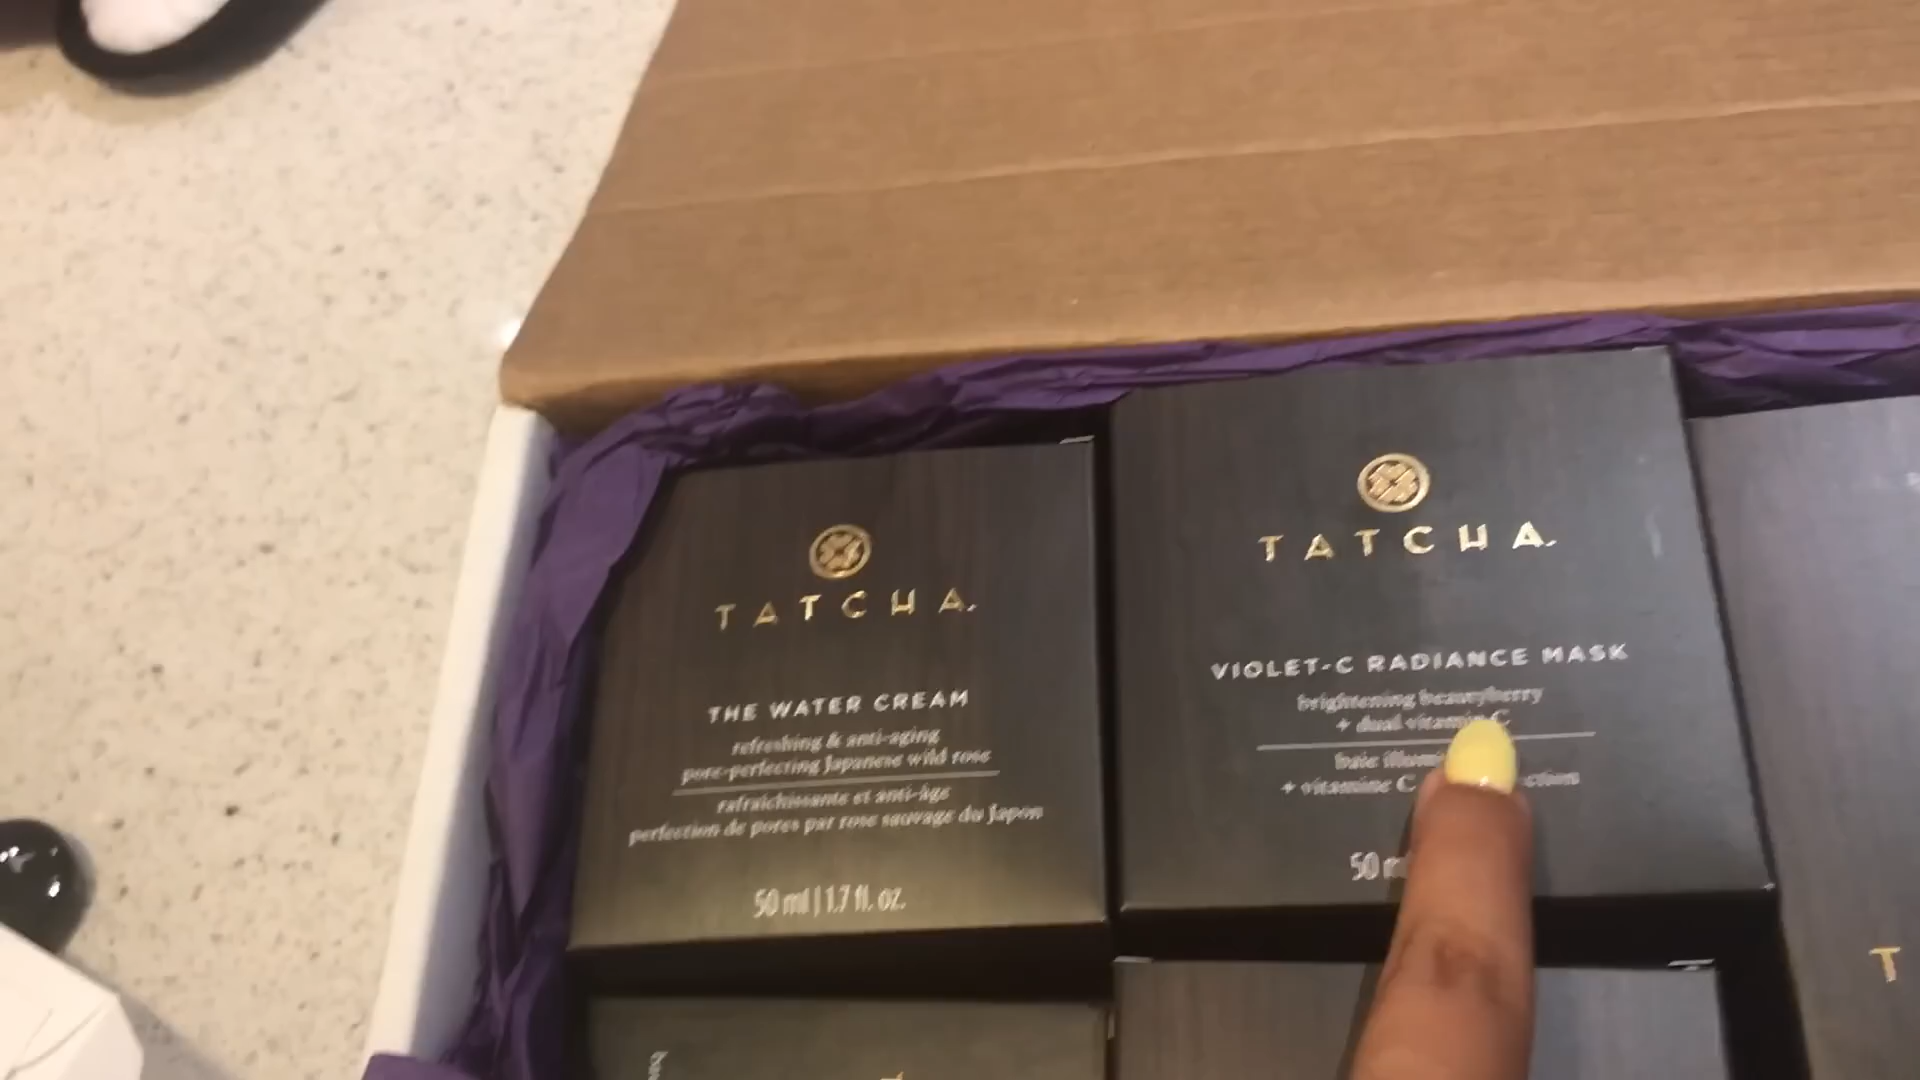 TATCHA
THE WATER CREAM
refreshing & anti-aging
pore-perfecting Japanese wild rose
rafraîchissante et anti-âge
perfection de pores par rose sauvage du Japon
50 ml | 1.7 fl. oz.
TATCHA
VIOLET-C RADIANCE MASK
brightening beautyberry
+ dual vitamin C
baie
+ vitamine C
50
T